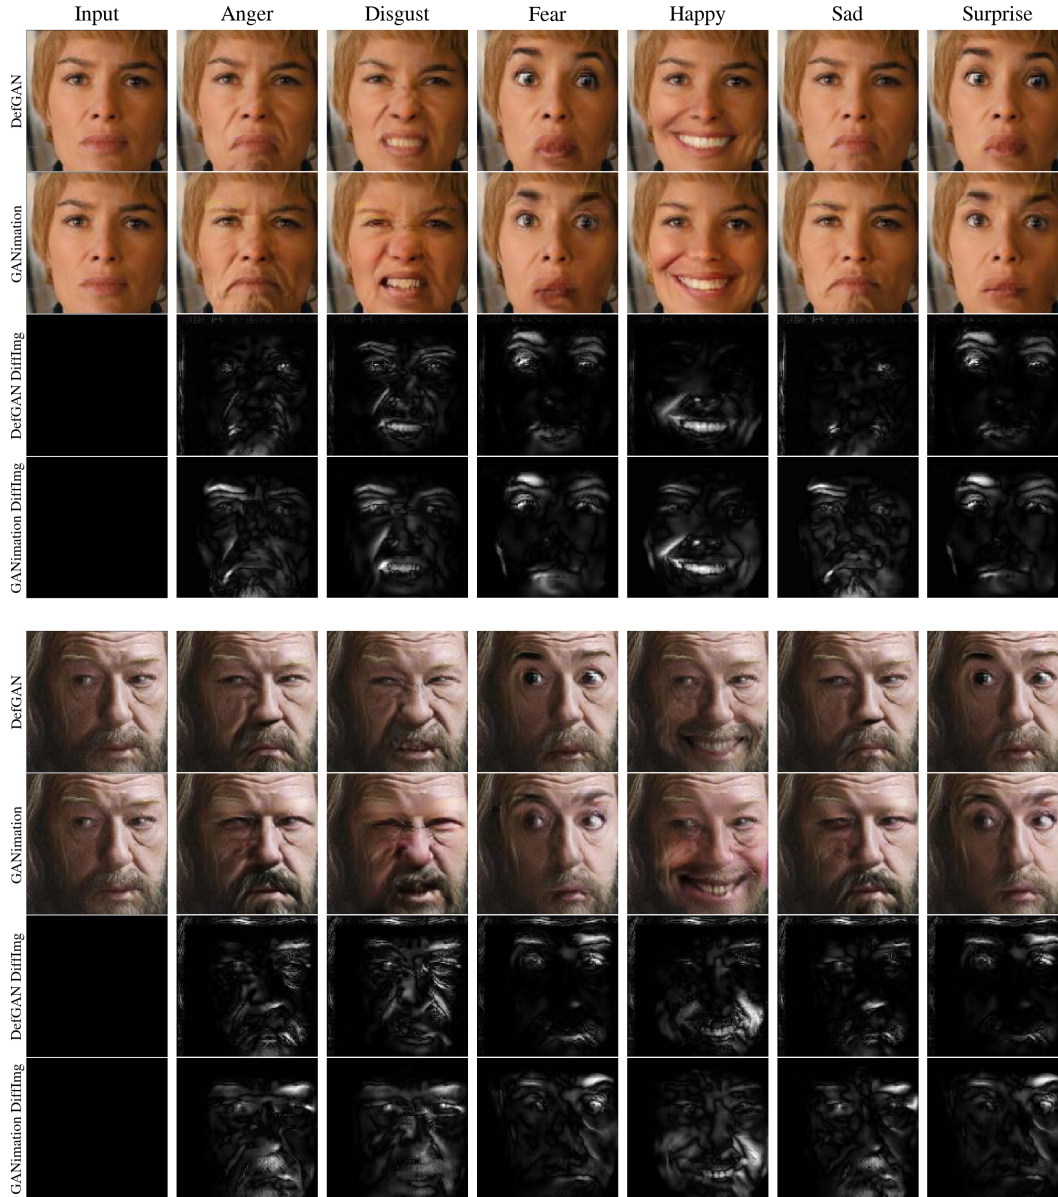 Input Anger Disgust Fear Happy Sad Surprise
DefGAN
GANimation
DefGAN DiffImg
GANimation DiffImg
DefGAN
GANimation
DefGAN DiffImg
GANimation DiffImg